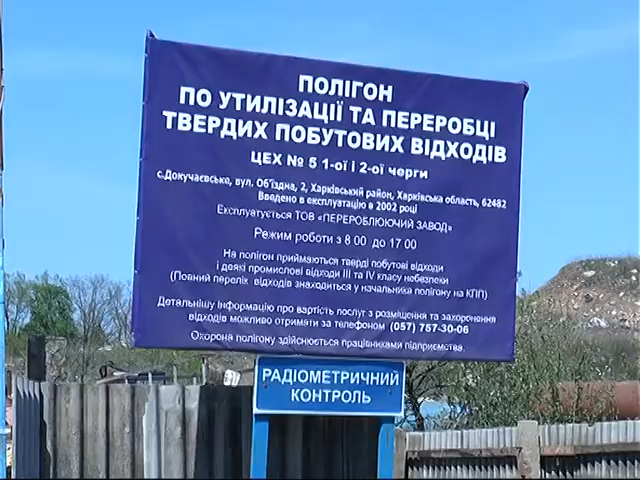 ПОЛІГОН
ПО УТИЛІЗАЦІЇ ТА ПЕРЕРОБЦІ
ТВЕРДИХ ПОБУТОВИХ ВІДХОДІВ
ЦЕХ № 5 1-ої і 2-ої черги
с.Докучаєвське, вул. Об'їздна, 2, Харківський район, Харківська область, 62482
Введено в експлуатацію в 2002 році
Експлуатується ТОВ «ПЕРЕРОБЛЮЮЧИЙ ЗАВОД»
Режим роботи з 8 00 до 17 00
На полігон приймаються тверді побутові відходи
і деякі промислові відходи III та IV класу небезпеки
(Повний перелік відходів знаходиться у начальника полігону на КПП)
Детальнішу інформацію про вартість послуг з розміщення та захоронення
відходів можливо отримати за телефоном (057) 757-30-06
Охорона полігону здійснюється працівниками підприємства.
РАДІОМЕТРИЧНИЙ
КОНТРОЛЬ